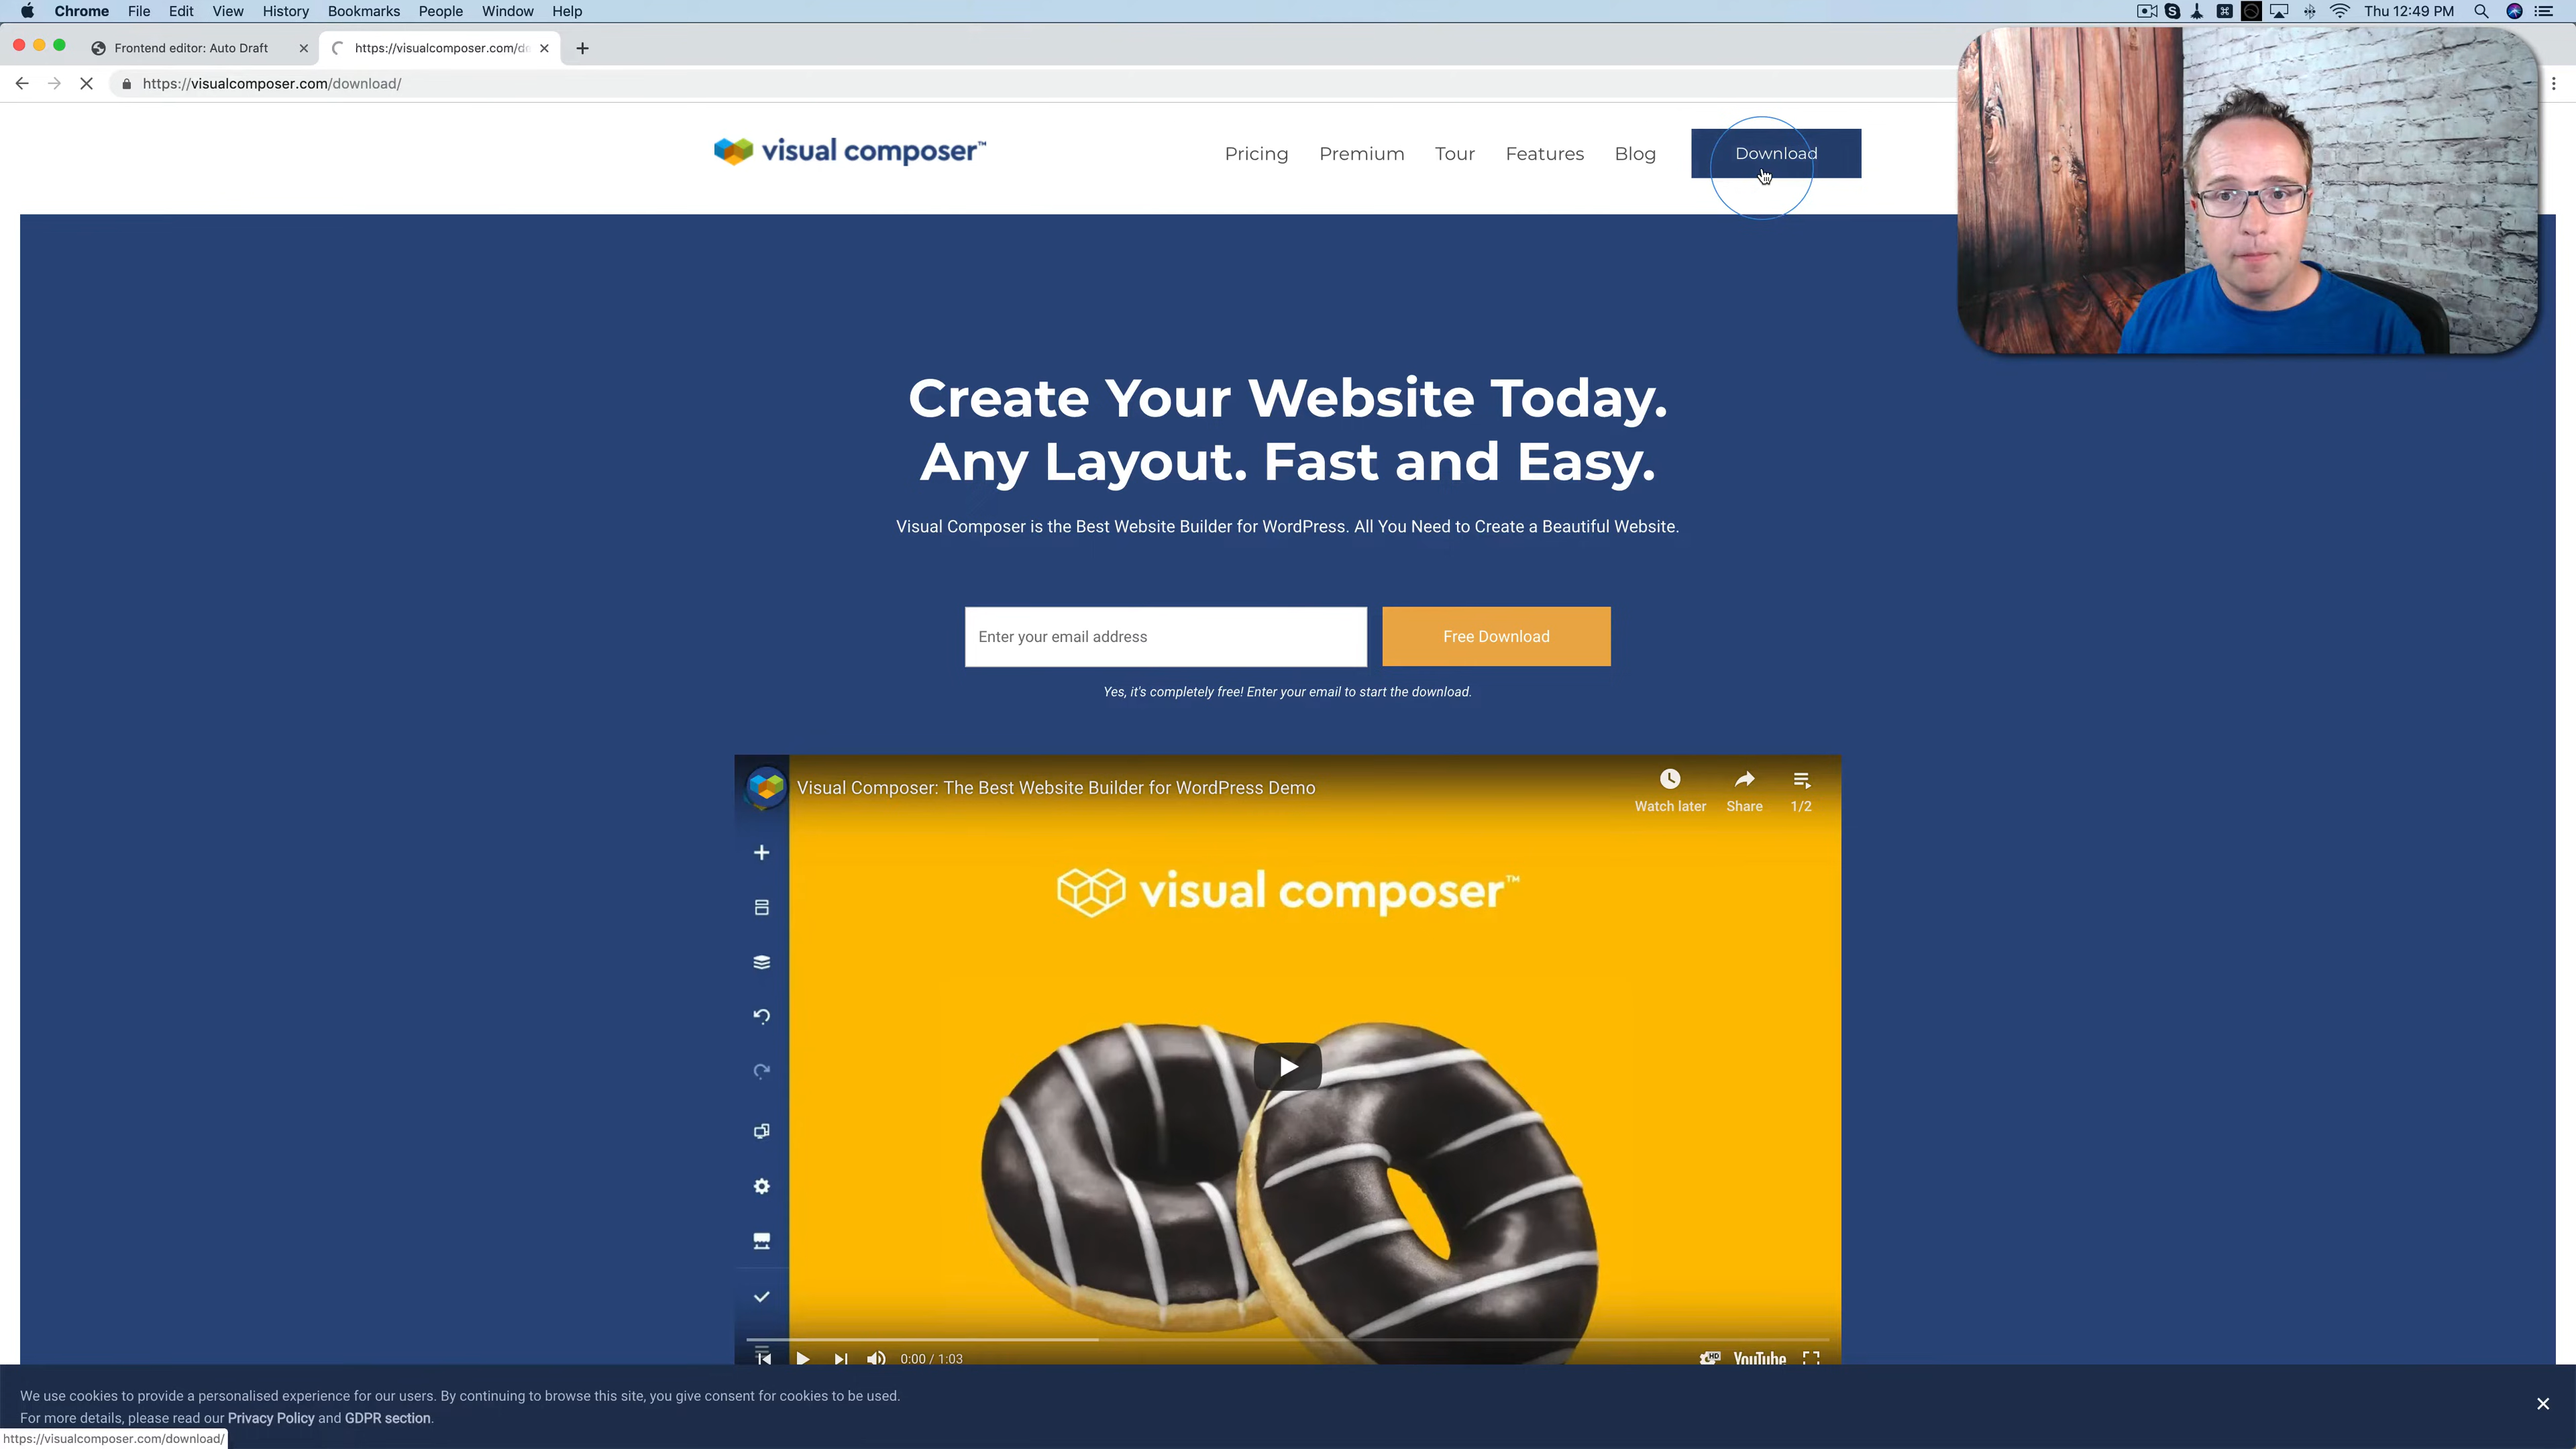 Chrome File Edit View History Bookmarks People Window Help Thu 12:49 PM
Frontend editor: Auto Draft https://visualcomposer.com/do
https://visualcomposer.com/download/
visual composer™ Pricing Premium Tour Features Blog Download
Create Your Website Today.
Any Layout. Fast and Easy.
Visual Composer is the Best Website Builder for WordPress. All You Need to Create a Beautiful Website.
Enter your email address Free Download
Yes, it's completely free! Enter your email to start the download.
Visual Composer: The Best Website Builder for WordPress Demo
Watch later Share 1/2
visual composer™
0:00 / 1:03 HD YouTube
We use cookies to provide a personalised experience for our users. By continuing to browse this site, you give consent for cookies to be used.
For more details, please read our Privacy Policy and GDPR section.
https://visualcomposer.com/download/